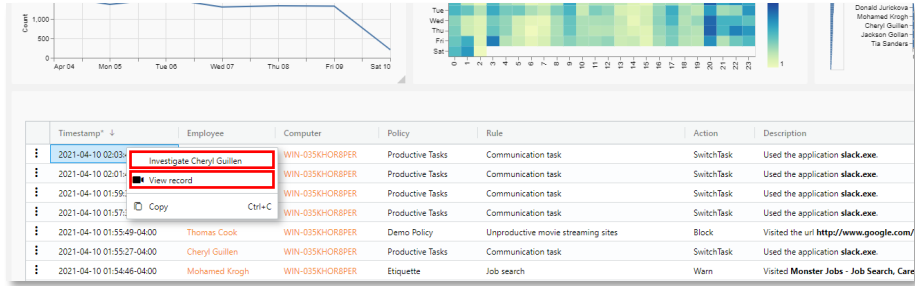 Count
1,000
500
0
Apr 04 Mon 05 Tue 06 Wed 07 Thu 08 Fri 09 Sat 10
Tue
Wed
Thu
Fri
Sat
0 1 2 3 4 5 6 7 8 9 10 11 12 13 14 15 16 17 18 19 20 21 22 23
1
Donald Jurickova
Mohamed Krogh
Cheryl Guillen
Jackson Gollan
Tia Sanders
Timestamp* ↓ Employee Computer Policy Rule Action Description
2021-04-10 02:03: WIN-035KHOR8PER Productive Tasks Communication task SwitchTask Used the application slack.exe.
Investigate Cheryl Guillen
2021-04-10 02:01: WIN-035KHOR8PER Productive Tasks Communication task SwitchTask Used the application slack.exe.
View record
2021-04-10 01:59: WIN-035KHOR8PER Productive Tasks Communication task SwitchTask Used the application slack.exe.
2021-04-10 01:57: WIN-035KHOR8PER Productive Tasks Communication task SwitchTask Used the application slack.exe.
Copy Ctrl+C
2021-04-10 01:55:49-04:00 Thomas Cook WIN-035KHOR8PER Demo Policy Unproductive movie streaming sites Block Visited the url http://www.google.com/
2021-04-10 01:55:27-04:00 Cheryl Guillen WIN-035KHOR8PER Productive Tasks Communication task SwitchTask Used the application slack.exe.
2021-04-10 01:54:46-04:00 Mohamed Krogh WIN-035KHOR8PER Etiquette Job search Warn Visited Monster Jobs - Job Search, Care